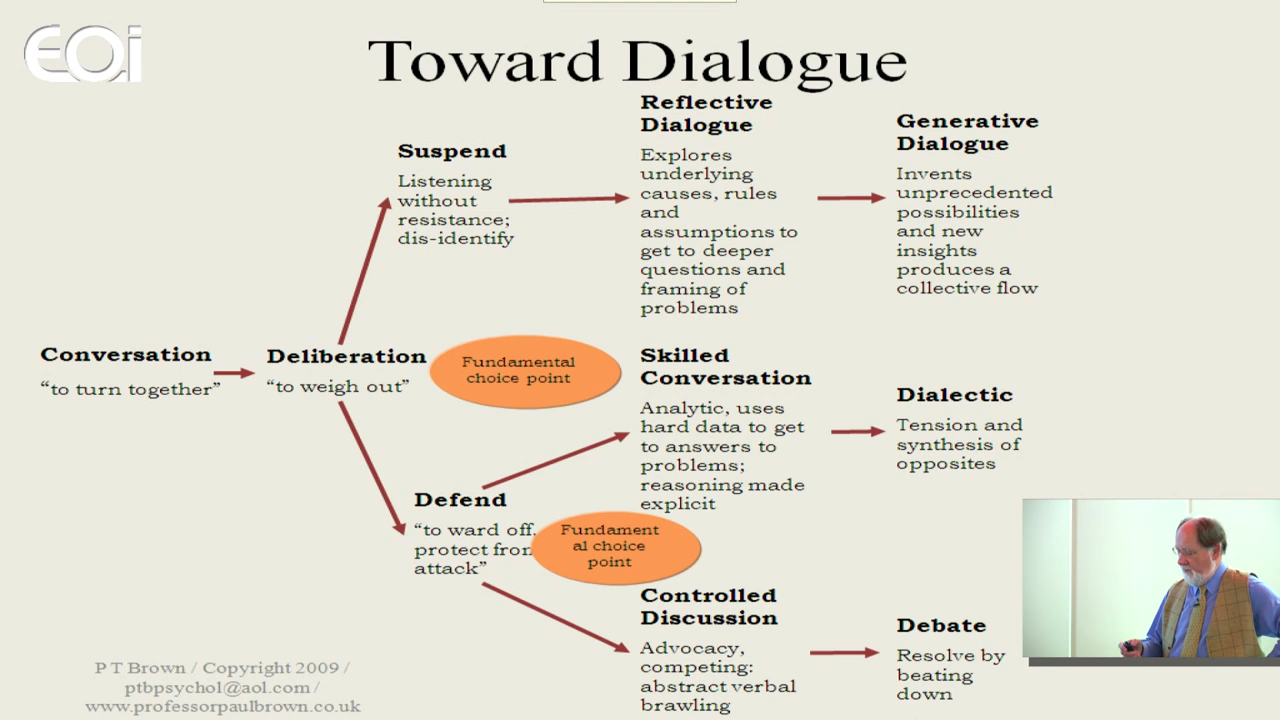 EQi
Toward Dialogue
Reflective
Dialogue
Explores
underlying
causes, rules
and
assumptions to
get to deeper
questions and
framing of
problems
Generative
Dialogue
Invents
unprecedented
possibilities
and new
insights
produces a
collective flow
Suspend
Listening
without
resistance;
dis-identify
Conversation
“to turn together”
Deliberation
“to weigh out”
Fundamental
choice point
Skilled
Conversation
Analytic, uses
hard data to get
to answers to
problems;
reasoning made
explicit
Dialectic
Tension and
synthesis of
opposites
Defend
“to ward off,
protect from
attack”
Fundament
al choice
point
Controlled
Discussion
Advocacy,
competing:
abstract verbal
brawling
Debate
Resolve by
beating
down
P T Brown / Copyright 2009 /
ptbpsychol@aol.com /
www.professorpaulbrown.co.uk